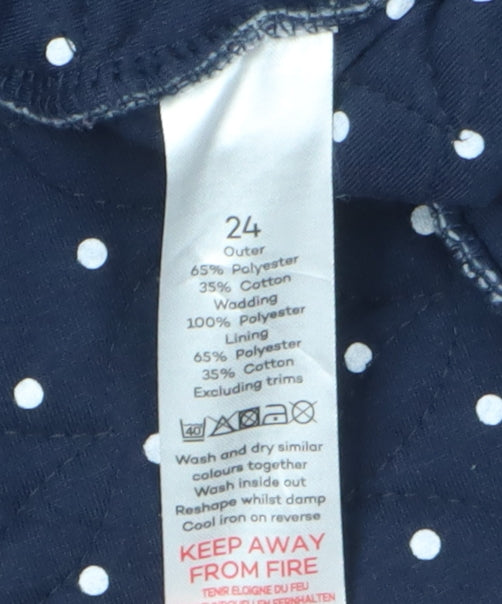 24
Outer
65% Polyester
35% Cotton
Wadding
100% Polyester
Lining
65% Polyester
35% Cotton
Excluding trims
40
Wash and dry similar
colours together
Wash inside out
Reshape whilst damp
Cool iron on reverse
KEEP AWAY
FROM FIRE
TENIR ELOIGNE DU FEU
FERNHALTEN